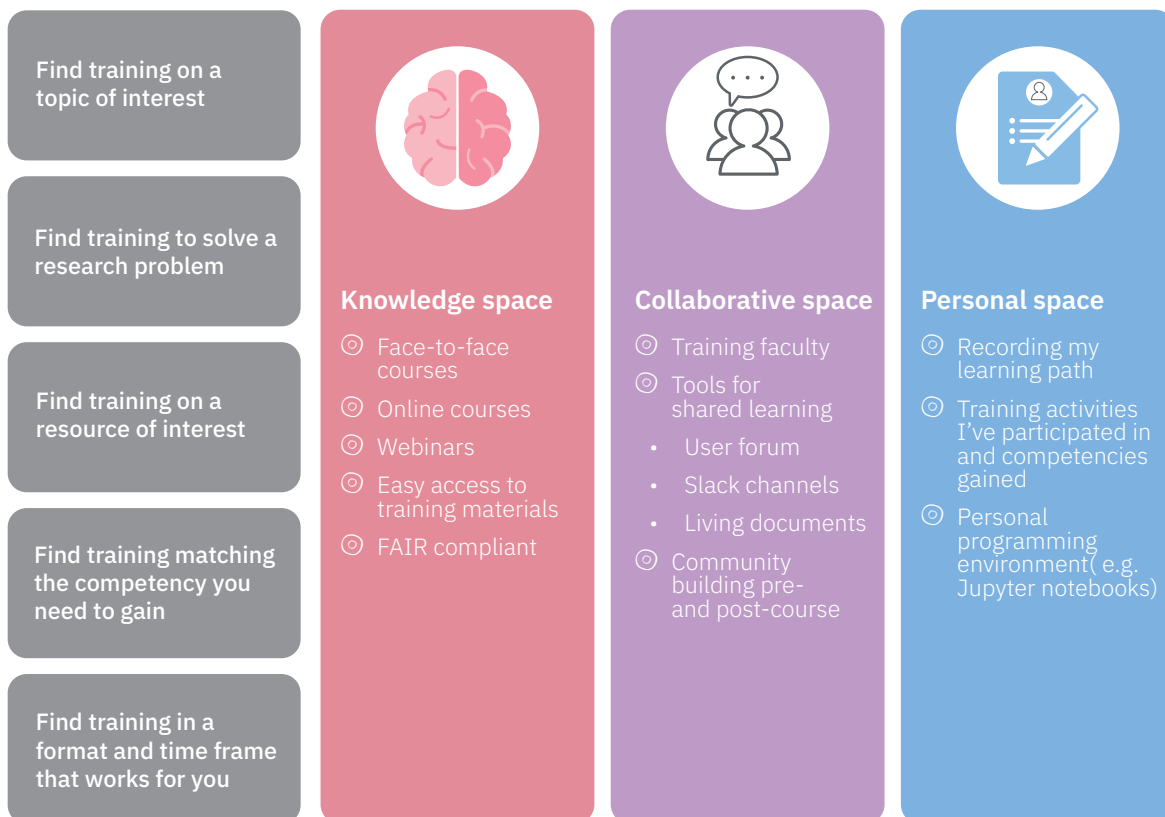 Find training on a
topic of interest
Find training to solve a
research problem
Find training on a
resource of interest
Find training matching
the competency you
need to gain
Find training in a
format and time frame
that works for you
Knowledge space
Face-to-face
courses
Online courses
Webinars
Easy access to
training materials
FAIR compliant
Collaborative space
Training faculty
Tools for
shared learning
• User forum
• Slack channels
• Living documents
Community
building pre-
and post-course
Personal space
Recording my
learning path
Training activities
I’ve participated in
and competencies
gained
Personal
programming
environment( e.g.
Jupyter notebooks)